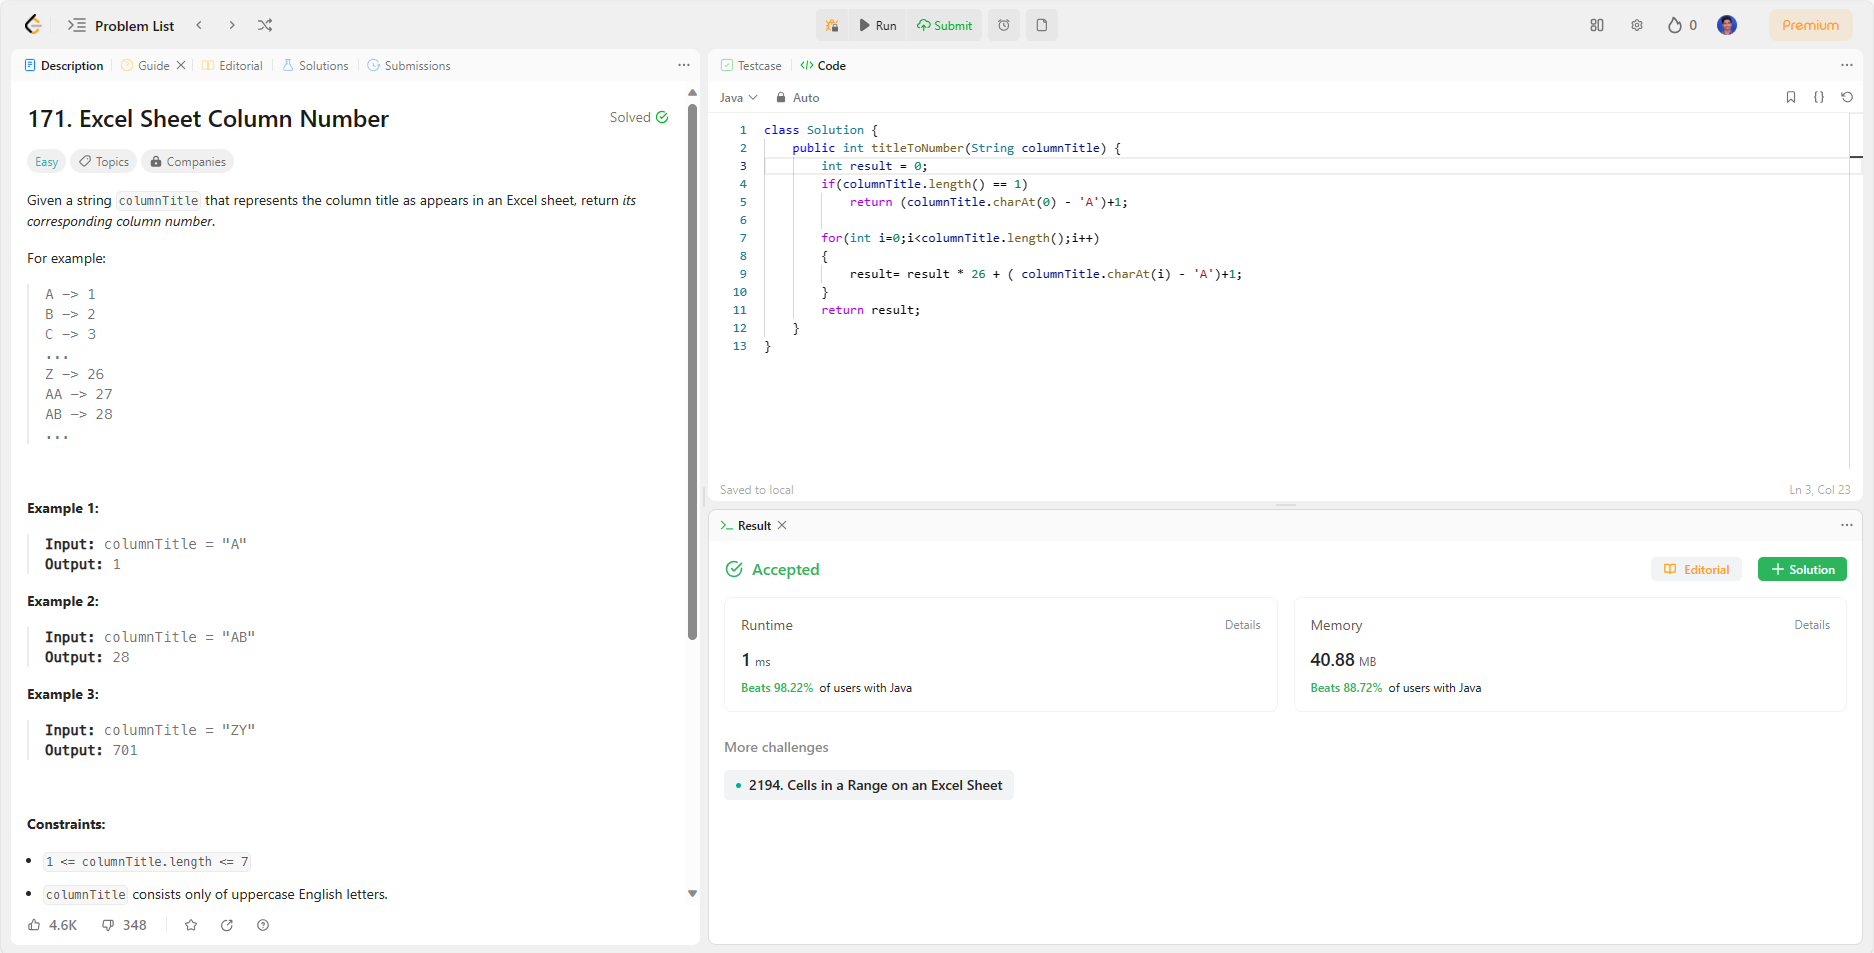 Problem List
Run
Submit
0
Premium
Description
Guide
Editorial
Solutions
Submissions
171. Excel Sheet Column Number
Solved
Easy
Topics
Companies
Given a string columnTitle that represents the column title as appears in an Excel sheet, return its
corresponding column number.
For example:
A -> 1
B -> 2
C -> 3
...
Z -> 26
AA -> 27
AB -> 28
...
Example 1:
Input: columnTitle = "A"
Output: 1
Example 2:
Input: columnTitle = "AB"
Output: 28
Example 3:
Input: columnTitle = "ZY"
Output: 701
Constraints:
1 <= columnTitle.length <= 7
columnTitle consists only of uppercase English letters.
4.6K
348
Testcase
</> Code
Java
Auto
1 class Solution {
2 public int titleToNumber(String columnTitle) {
3 int result = 0;
4 if(columnTitle.length() == 1)
5 return (columnTitle.charAt(0) - 'A')+1;
6
7 for(int i=0;i<columnTitle.length();i++)
8 {
9 result= result * 26 + ( columnTitle.charAt(i) - 'A')+1;
10 }
11 return result;
12 }
13 }
Saved to local
Ln 3, Col 23
Result
Accepted
Editorial
+ Solution
Runtime
Details
1 ms
Beats 98.22% of users with Java
Memory
Details
40.88 MB
Beats 88.72% of users with Java
More challenges
2194. Cells in a Range on an Excel Sheet